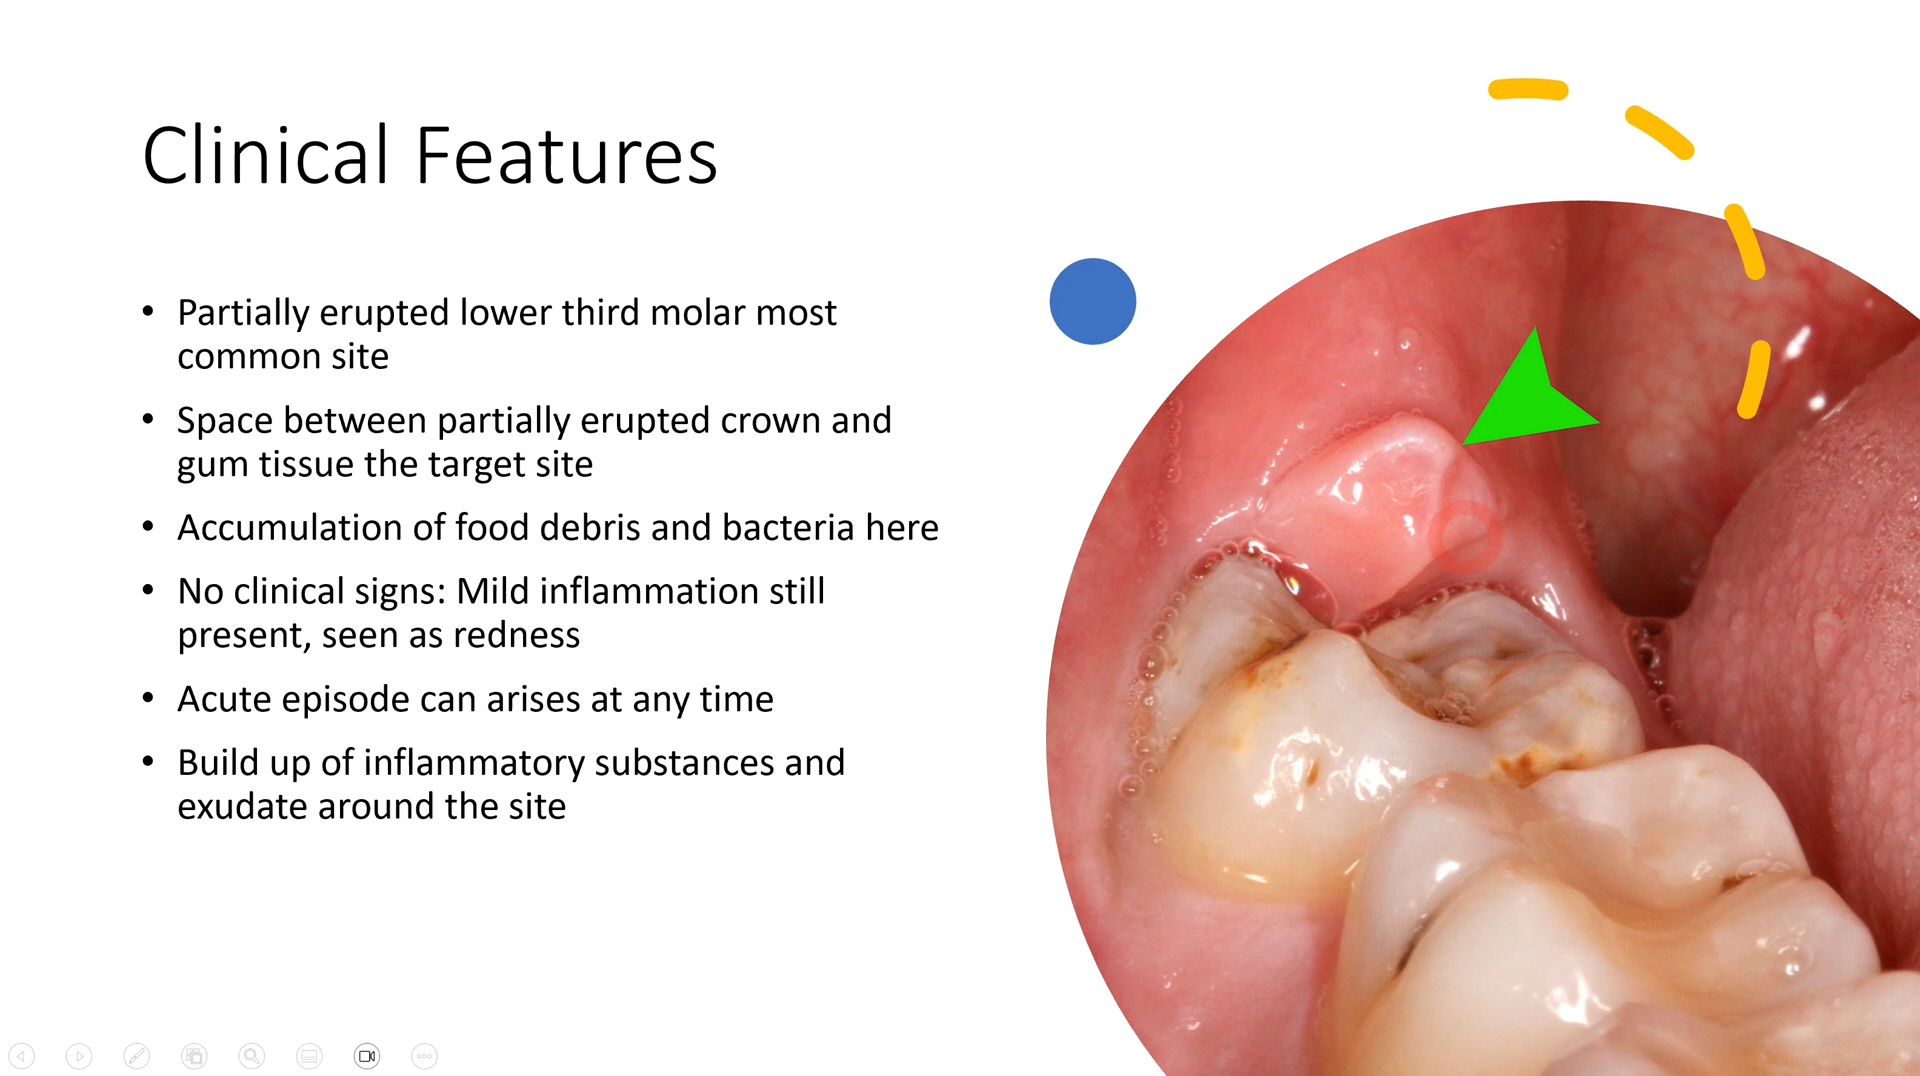 Clinical Features
• Partially erupted lower third molar most
common site
• Space between partially erupted crown and
gum tissue the target site
• Accumulation of food debris and bacteria here
• No clinical signs: Mild inflammation still
present, seen as redness
• Acute episode can arises at any time
• Build up of inflammatory substances and
exudate around the site